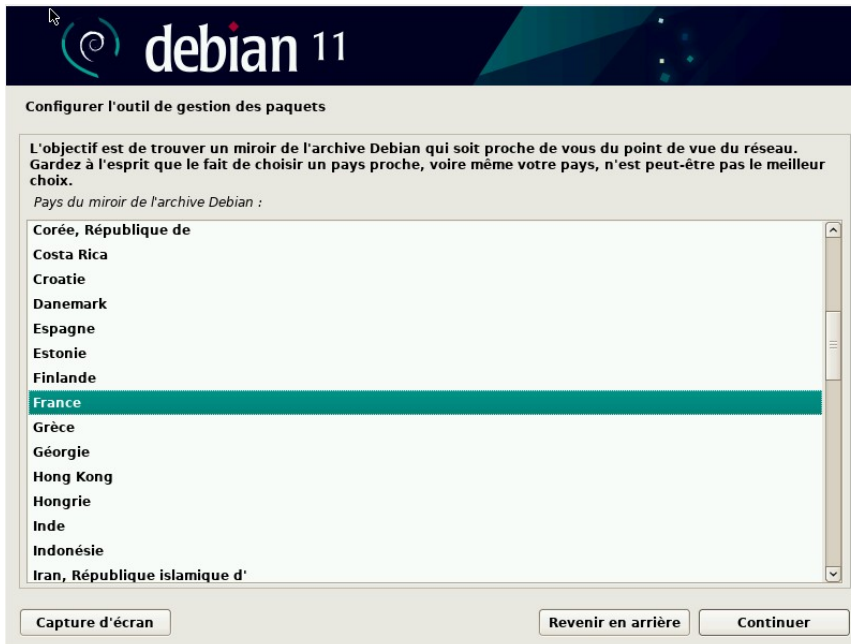 debian 11
Configurer l'outil de gestion des paquets
L'objectif est de trouver un miroir de l'archive Debian qui soit proche de vous du point de vue du réseau.
Gardez à l'esprit que le fait de choisir un pays proche, voire même votre pays, n'est peut-être pas le meilleur
choix.
Pays du miroir de l'archive Debian :
Corée, République de
Costa Rica
Croatie
Danemark
Espagne
Estonie
Finlande
France
Grèce
Géorgie
Hong Kong
Hongrie
Inde
Indonésie
Iran, République islamique d'
Capture d'écran
Revenir en arrière
Continuer